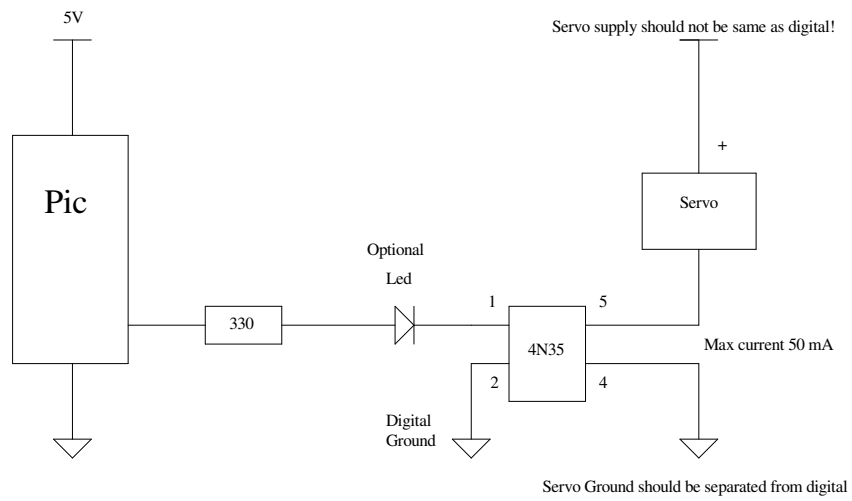 5V
Servo supply should not be same as digital!
+
Pic
Servo
Optional
Led
330
1
5
4N35
Max current 50 mA
2
4
Digital
Ground
Servo Ground should be separated from digital